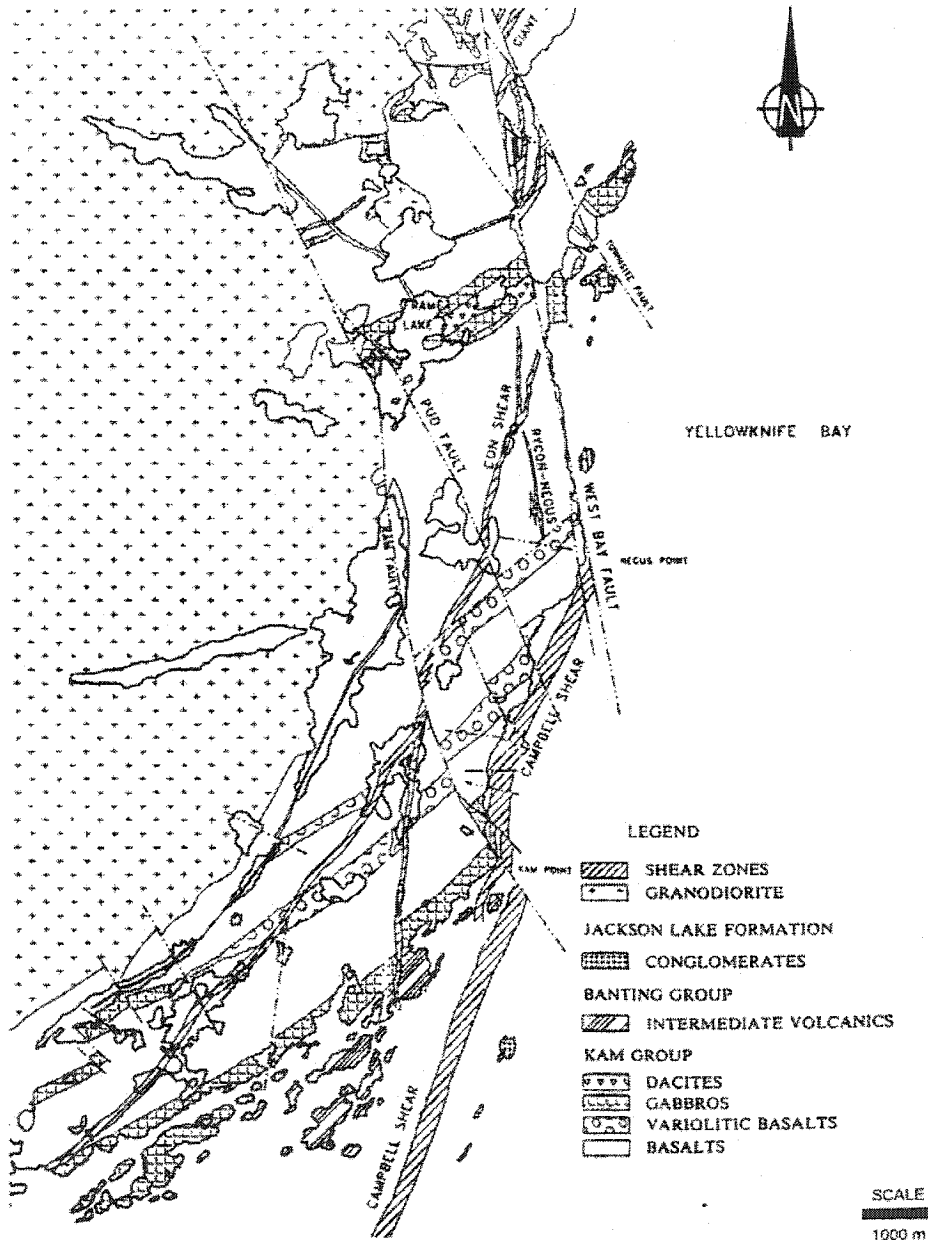 GIANT
N
TOWNSITE FAULT
LAKE
PUD FAULT
CON SHEAR
RYCON-NEGUS
YELLOWKNIFE BAY
WEST BAY FAULT
NEGUS POINT
CAMPBELL SHEAR
KAM POINT
CAMPBELL SHEAR
LEGEND
SHEAR ZONES
GRANODIORITE
JACKSON LAKE FORMATION
CONGLOMERATES
BANTING GROUP
INTERMEDIATE VOLCANICS
KAM GROUP
DACITES
GABBROS
VARIOLITIC BASALTS
BASALTS
SCALE
1000 m